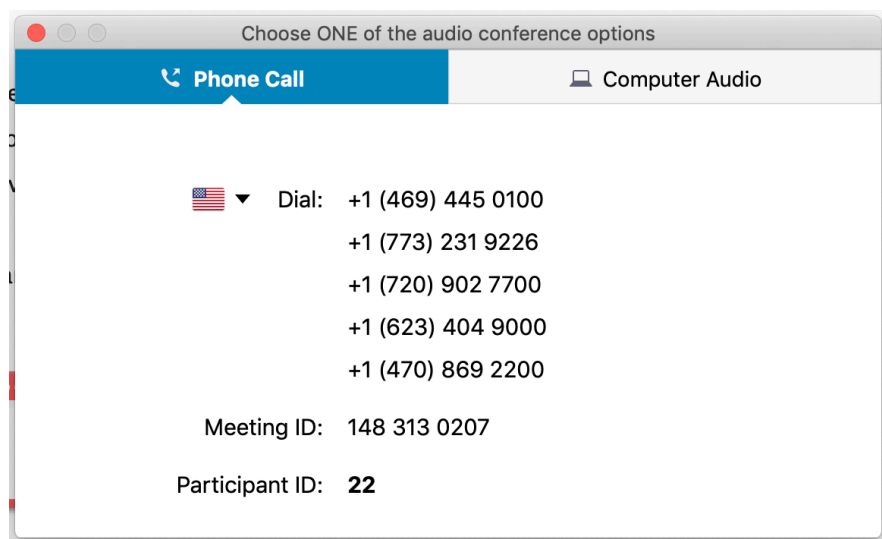 Choose ONE of the audio conference options
Phone Call
Computer Audio
Dial: +1 (469) 445 0100
+1 (773) 231 9226
+1 (720) 902 7700
+1 (623) 404 9000
+1 (470) 869 2200
Meeting ID: 148 313 0207
Participant ID: 22